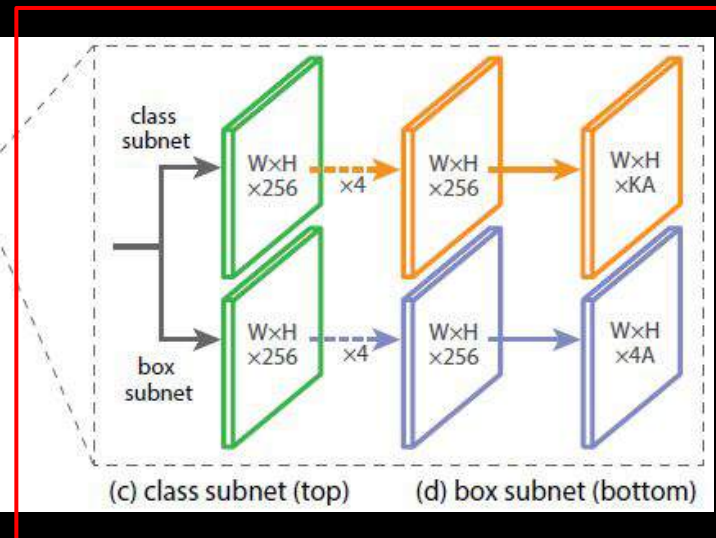 class
subnet
W×H
×256
×4
W×H
×256
W×H
×KA
box
subnet
W×H
×256
×4
W×H
×256
W×H
×4A
(c) class subnet (top) (d) box subnet (bottom)